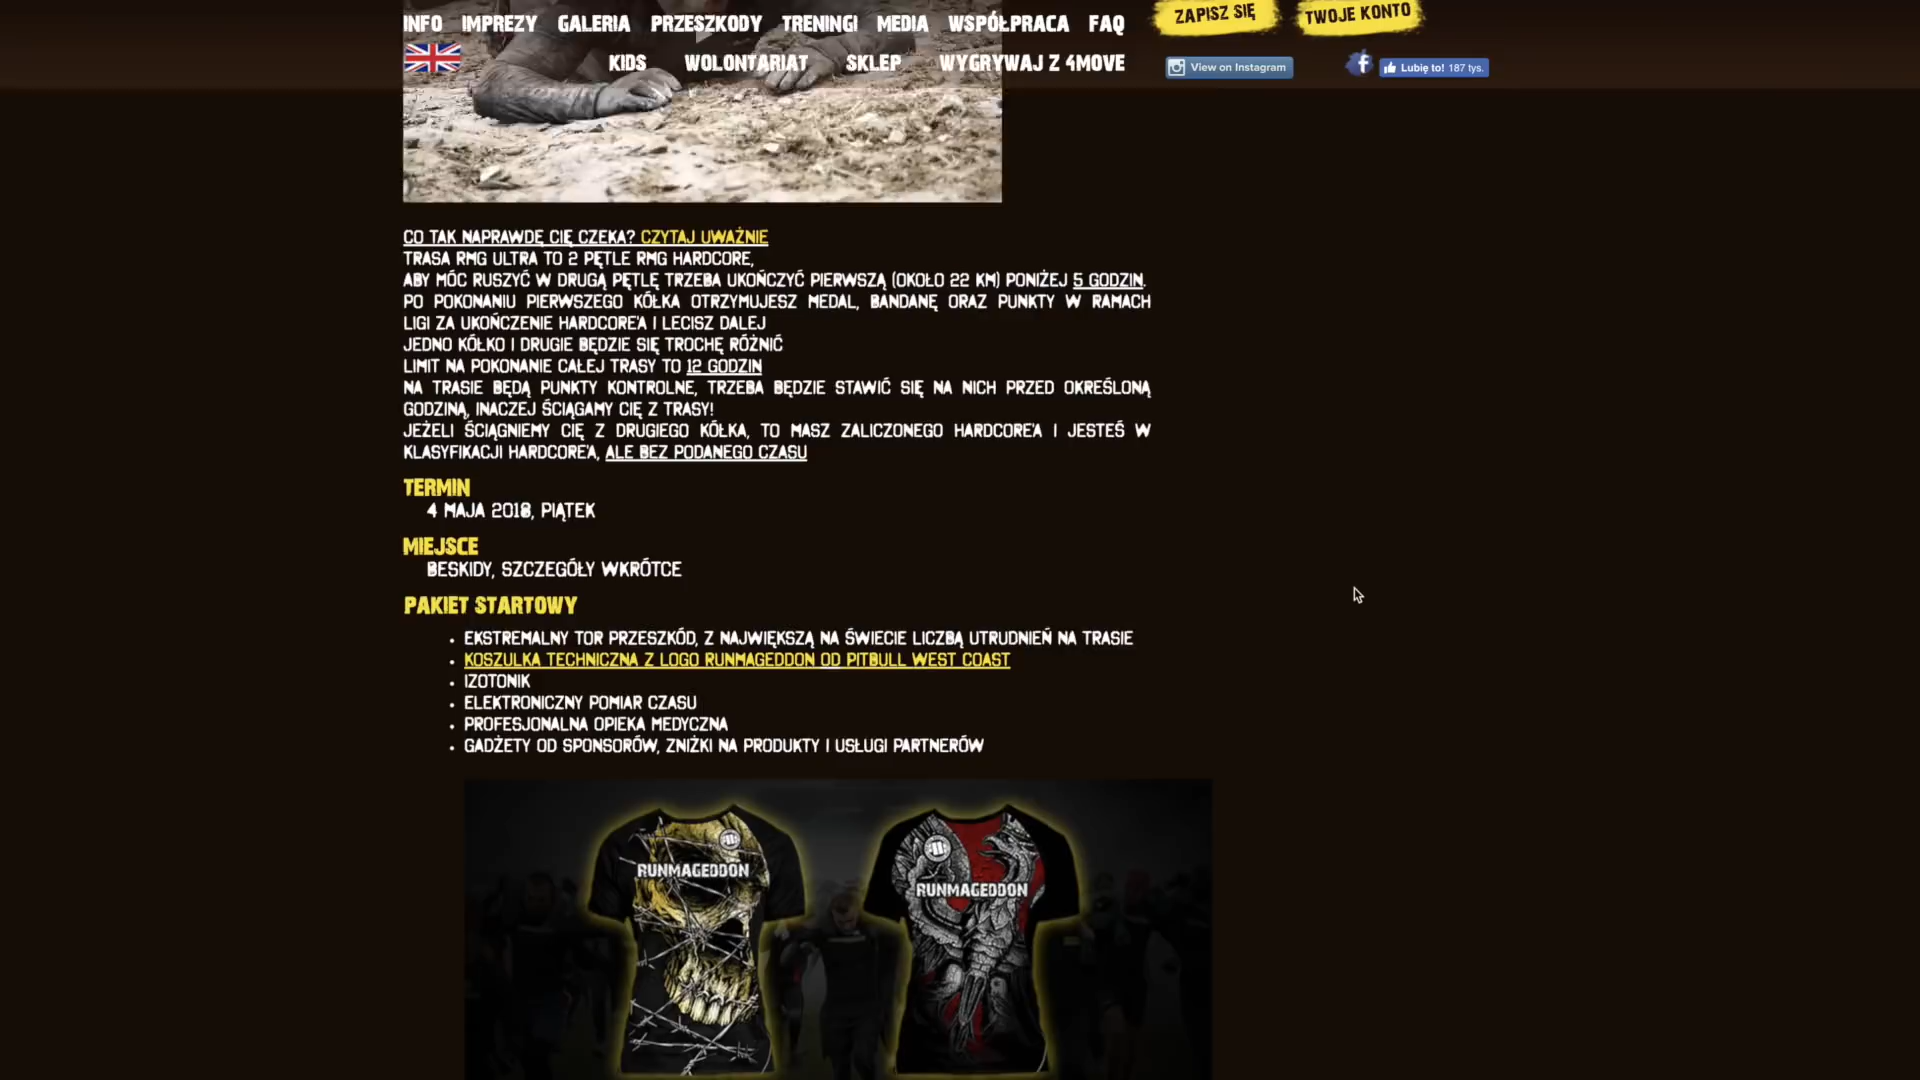 INFO IMPREZY GALERIA PRZESZKODY TRENINGI MEDIA WSPÓŁPRACA FAQ
ZAPISZ SIĘ
TWOJE KONTO
KIDS WOLONTARIAT SKLEP WYGRYWAJ Z 4MOVE
View on Instagram
Lubię to! 187 tys.
CO TAK NAPRAWDĘ CIĘ CZEKA? CZYTAJ UWAŻNIE
TRASA RMG ULTRA TO 2 PĘTLE RMG HARDCORE,
ABY MÓC RUSZYĆ W DRUGĄ PĘTLĘ TRZEBA UKOŃCZYĆ PIERWSZĄ (OKOŁO 22 KM) PONIŻEJ 5 GODZIN.
PO POKONANIU PIERWSZEGO KÓŁKA OTRZYMUJESZ MEDAL, BANDANĘ ORAZ PUNKTY W RAMACH
LIGI ZA UKOŃCZENIE HARDCORE'A I LECISZ DALEJ
JEDNO KÓŁKO I DRUGIE BĘDZIE SIĘ TROCHĘ RÓŻNIĆ
LIMIT NA POKONANIE CAŁEJ TRASY TO 12 GODZIN
NA TRASIE BĘDĄ PUNKTY KONTROLNE, TRZEBA BĘDZIE STAWIĆ SIĘ NA NICH PRZED OKREŚLONĄ
GODZINĄ, INACZEJ ŚCIĄGAMY CIĘ Z TRASY!
JEŻELI ŚCIĄGNIEMY CIĘ Z DRUGIEGO KÓŁKA, TO MASZ ZALICZONEGO HARDCORE'A I JESTEŚ W
KLASYFIKACJI HARDCORE'A, ALE BEZ PODANEGO CZASU
TERMIN
4 MAJA 2018, PIĄTEK
MIEJSCE
BESKIDY, SZCZEGÓŁY WKRÓTCE
PAKIET STARTOWY
• EKSTREMALNY TOR PRZESZKÓD, Z NAJWIĘKSZĄ NA ŚWIECIE LICZBĄ UTRUDNIEŃ NA TRASIE
• KOSZULKA TECHNICZNA Z LOGO RUNMAGEDDON OD PITBULL WEST COAST
• IZOTONIK
• ELEKTRONICZNY POMIAR CZASU
• PROFESJONALNA OPIEKA MEDYCZNA
• GADŻETY OD SPONSORÓW, ZNIŻKI NA PRODUKTY I USŁUGI PARTNERÓW
RUNMAGEDDON
RUNMAGEDDON